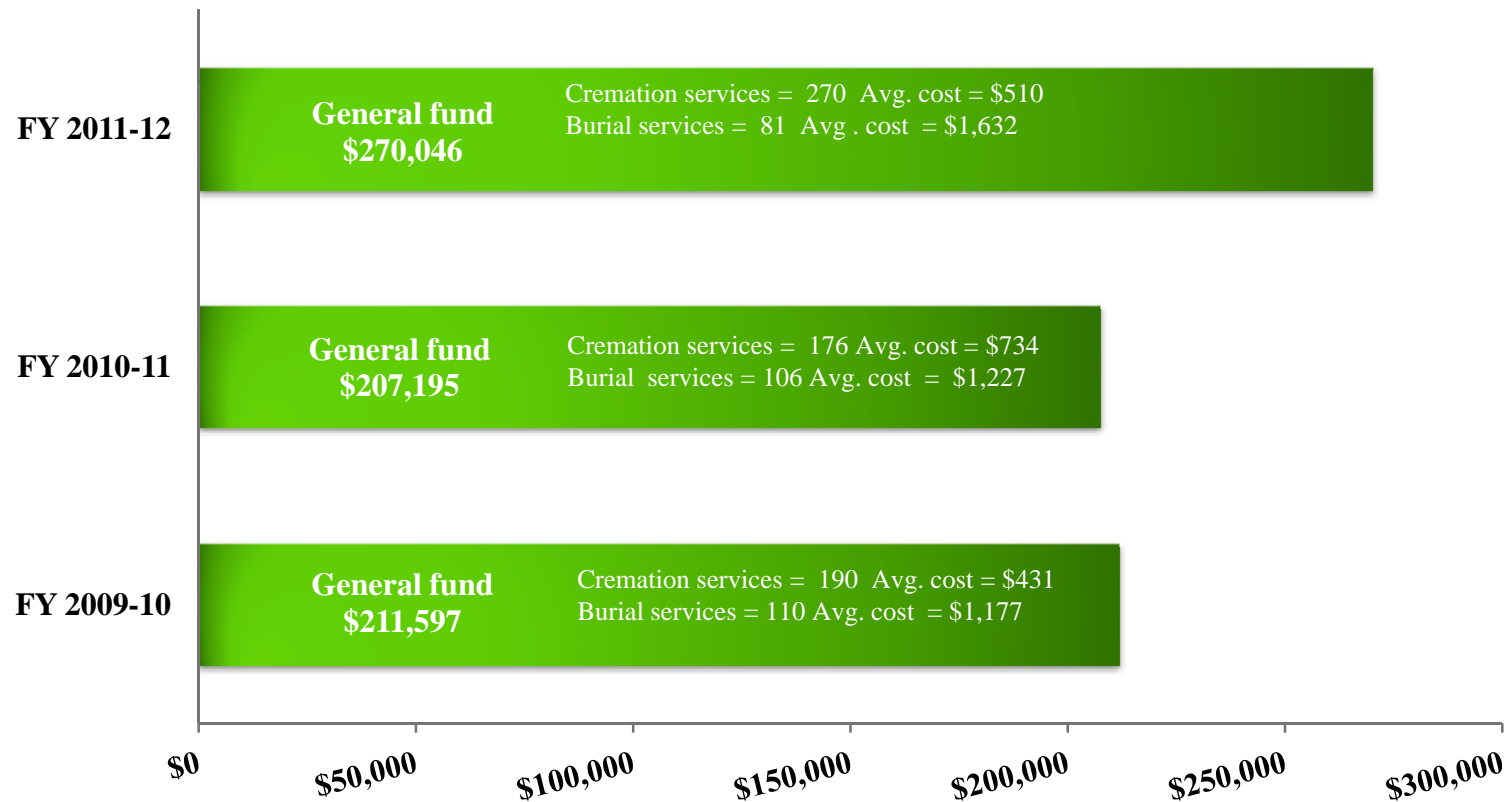 FY 2011-12
General fund
$270,046
Cremation services =  270  Avg. cost = $510
Burial services =  81  Avg . cost  = $1,632
FY 2010-11
General fund
$207,195
Cremation services =  176 Avg. cost = $734
Burial  services = 106 Avg. cost  =  $1,227
FY 2009-10
General fund
$211,597
Cremation services =  190  Avg. cost = $431
Burial services = 110 Avg. cost  = $1,177
$0
$50,000
$100,000
$150,000
$200,000
$250,000
$300,000